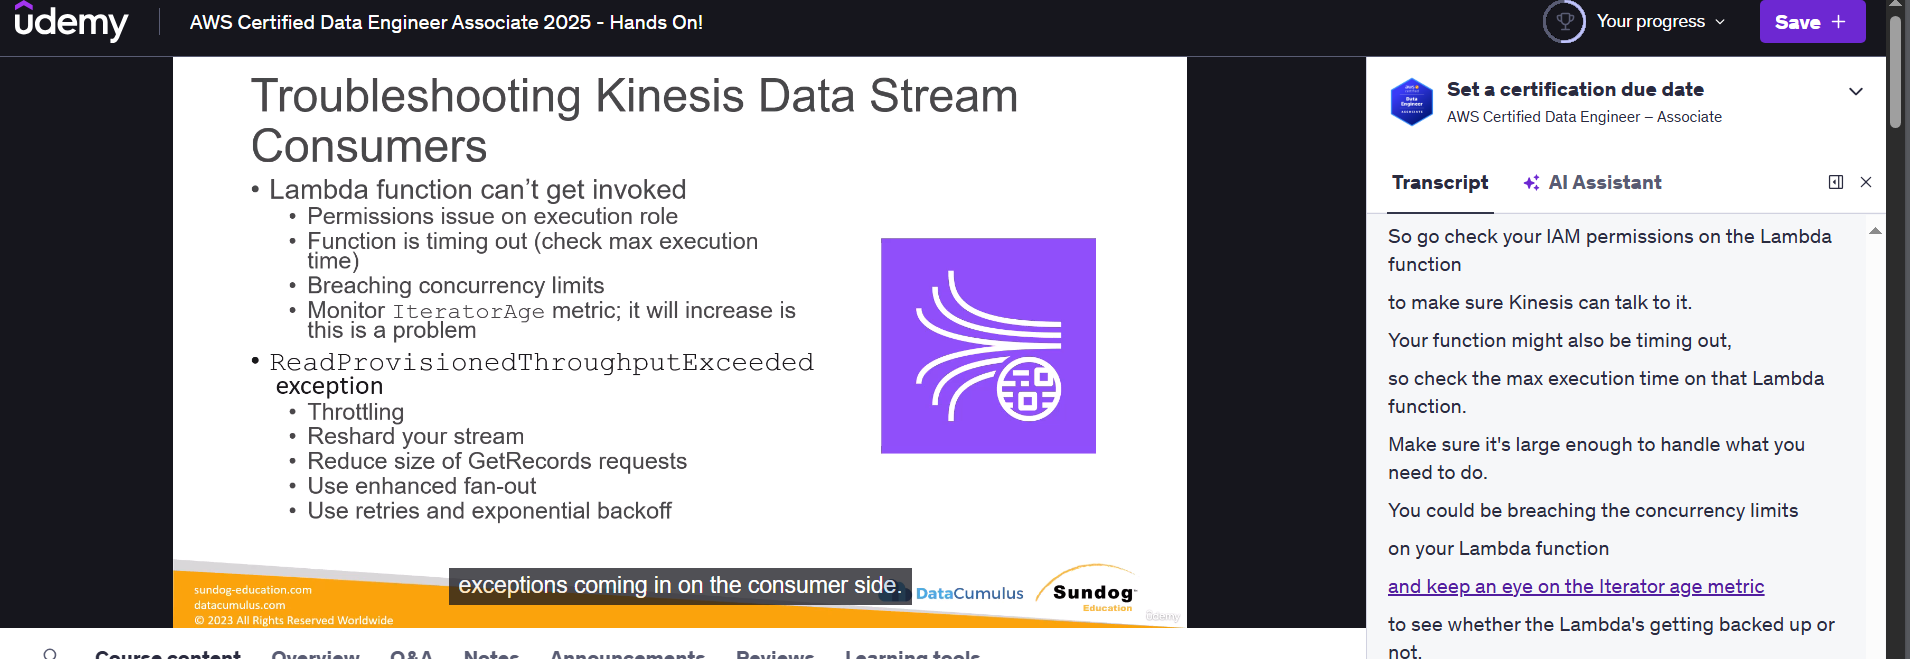 ûdemy
AWS Certified Data Engineer Associate 2025 - Hands On!
Your progress
Save +
Troubleshooting Kinesis Data Stream
Consumers
• Lambda function can’t get invoked
• Permissions issue on execution role
• Function is timing out (check max execution
time)
• Breaching concurrency limits
• Monitor IteratorAge metric; it will increase is
this is a problem
• ReadProvisionedThroughputExceeded
exception
• Throttling
• Reshard your stream
• Reduce size of GetRecords requests
• Use enhanced fan-out
• Use retries and exponential backoff
sundog-education.com
datacumulus.com
© 2023 All Rights Reserved Worldwide
exceptions coming in on the consumer side.
DataCumulus
Sundog
Education
ûdemy
Set a certification due date
AWS Certified Data Engineer – Associate
Transcript
AI Assistant
So go check your IAM permissions on the Lambda
function
to make sure Kinesis can talk to it.
Your function might also be timing out,
so check the max execution time on that Lambda
function.
Make sure it's large enough to handle what you
need to do.
You could be breaching the concurrency limits
on your Lambda function
and keep an eye on the Iterator age metric
to see whether the Lambda's getting backed up or
not.
Course content
Overview
Q&A
Notes
Announcements
Reviews
Learning tools